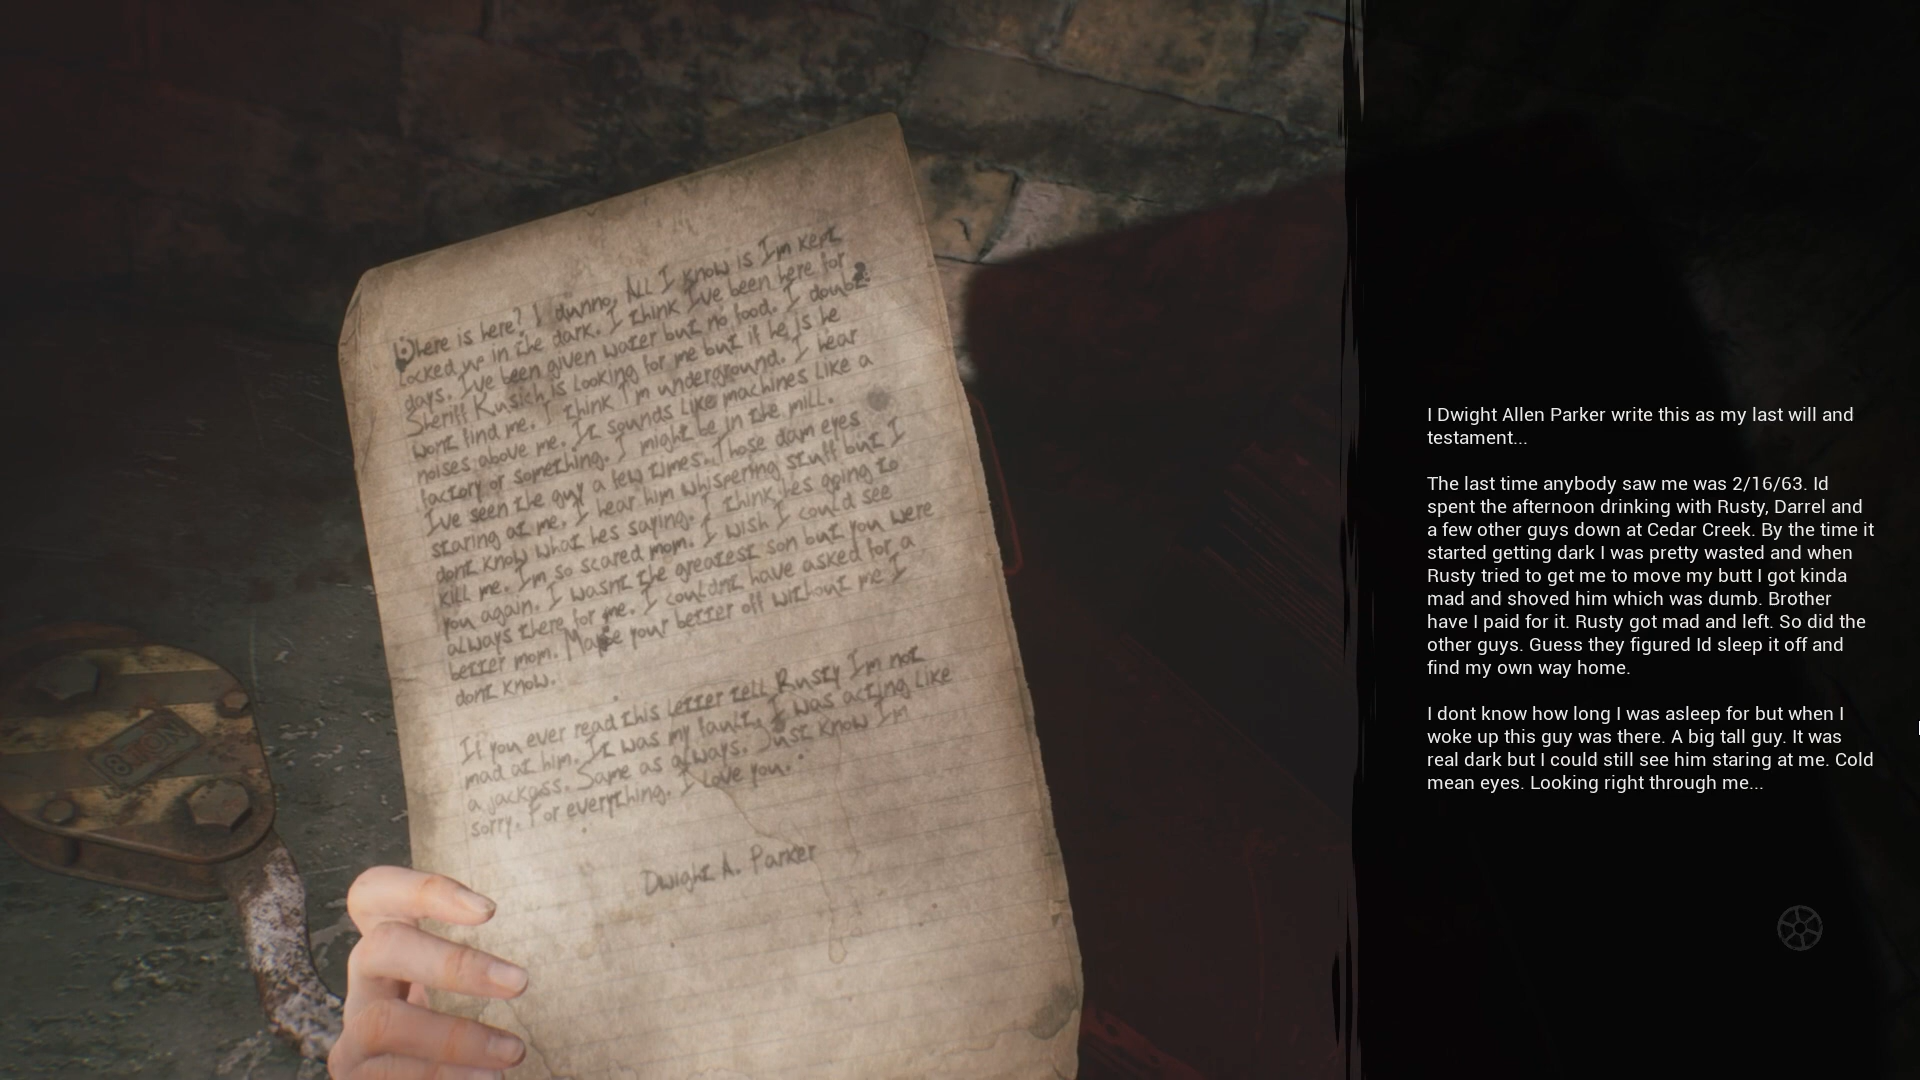 Where is here? I dunno, All I know is Im kept
locked up in the dark. I think Ive been here for
days. Ive been given water but no food. I doubt
Sheriff Kusich is looking for me but if he is he
wont find me. I think I'm underground. I hear
noises above me. It sounds like machines like a
factory or something. I might be in the mill.
Ive seen the guy a few times. Those dam eyes
staring at me. I hear him whispering stuff but I
dont know what hes saying. I think hes going to
kill me. Im so scared mom. I wish I could see
you again. I wasnt the greatest son but you were
always there for me. I couldnt have asked for a
better mom. Maybe your better off without me I
dont know.
If you ever read this letter tell Rusty Im not
mad at him. It was my fault. I was acting like
a jackass. Same as always. Just know Im
sorry. For everything. I love you.
Dwight A. Parker
I Dwight Allen Parker write this as my last will and
testament...
The last time anybody saw me was 2/16/63. Id
spent the afternoon drinking with Rusty, Darrel and
a few other guys down at Cedar Creek. By the time it
started getting dark I was pretty wasted and when
Rusty tried to get me to move my butt I got kinda
mad and shoved him which was dumb. Brother
have I paid for it. Rusty got mad and left. So did the
other guys. Guess they figured Id sleep it off and
find my own way home.
I dont know how long I was asleep for but when I
woke up this guy was there. A big tall guy. It was
real dark but I could still see him staring at me. Cold
mean eyes. Looking right through me...